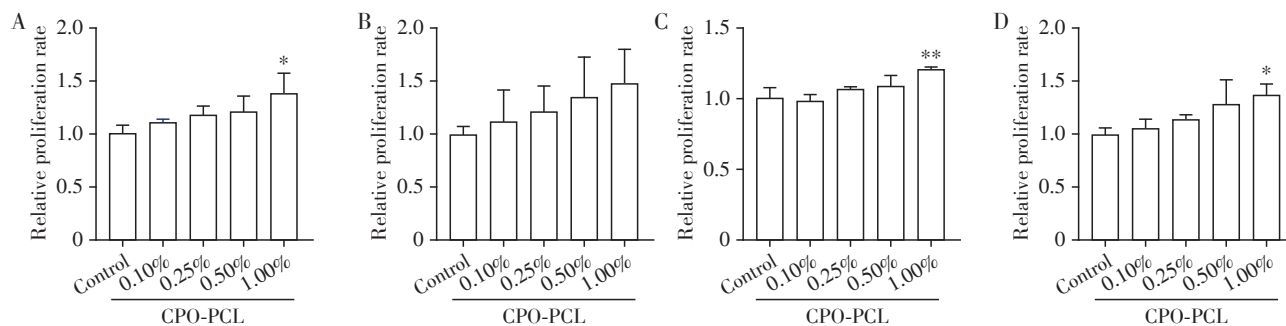 A
Relative proliferation rate
2.0
1.5
1.0
0.5
0
*
Control
0.10%
0.25%
0.50%
1.00%
CPO-PCL
B
Relative proliferation rate
2.0
1.5
1.0
0.5
0
Control
0.10%
0.25%
0.50%
1.00%
CPO-PCL
C
Relative proliferation rate
1.5
1.0
0.5
0
**
Control
0.10%
0.25%
0.50%
1.00%
CPO-PCL
D
Relative proliferation rate
2.0
1.5
1.0
0.5
0
*
Control
0.10%
0.25%
0.50%
1.00%
CPO-PCL